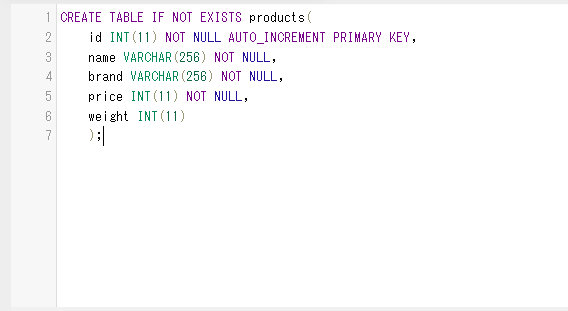 1 CREATE TABLE IF NOT EXISTS products(
2 id INT(11) NOT NULL AUTO_INCREMENT PRIMARY KEY,
3 name VARCHAR(256) NOT NULL,
4 brand VARCHAR(256) NOT NULL,
5 price INT(11) NOT NULL,
6 weight INT(11)
7 );